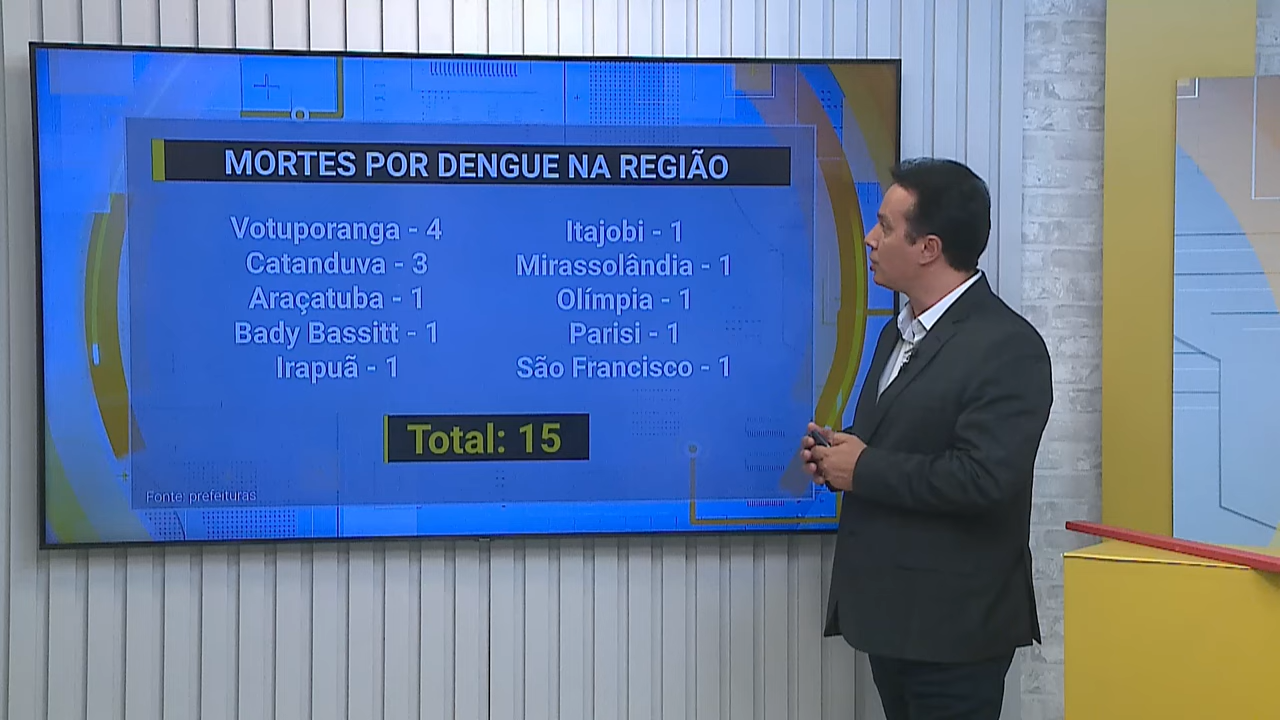 MORTES POR DENGUE NA REGIÃO
Votuporanga - 4
Catanduva - 3
Araçatuba - 1
Bady Bassitt - 1
Irapuã - 1
Itajobi - 1
Mirassolândia - 1
Olímpia - 1
Parisi - 1
São Francisco - 1
Total: 15
Fonte: prefeituras